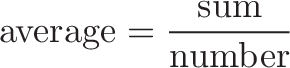 average = sum / number